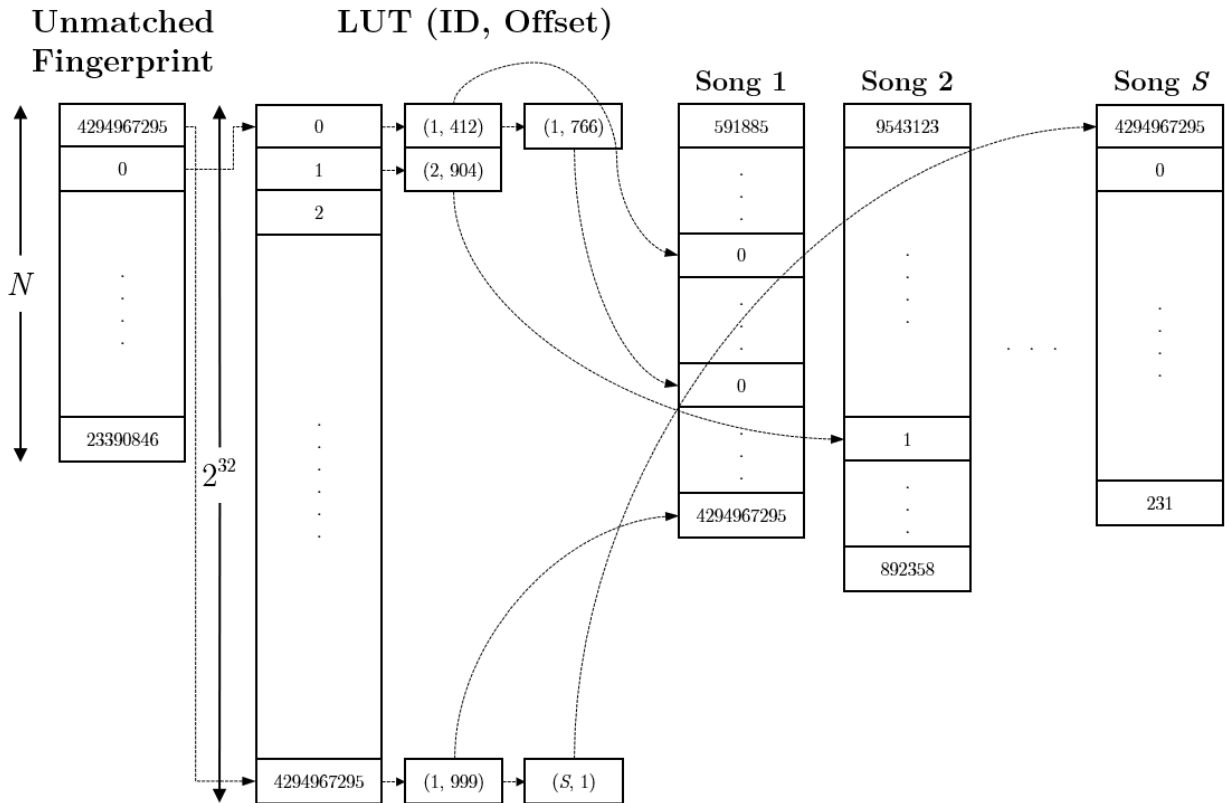 Unmatched
Fingerprint
LUT (ID, Offset)
Song 1
Song 2
Song S
4294967295
0
23390846
N
2^32
0
1
2
4294967295
(1, 412)
(1, 766)
(2, 904)
(1, 999)
(S, 1)
591885
0
0
4294967295
9543123
1
892358
. . .
4294967295
0
231